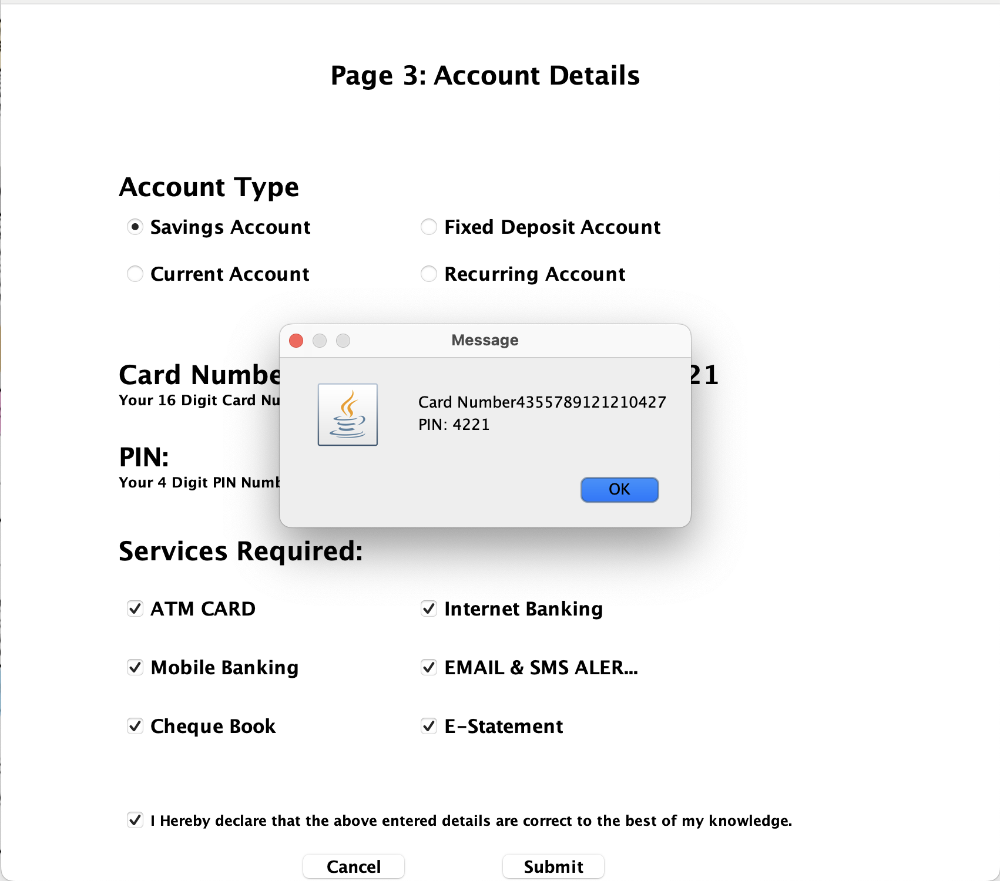 Page 3: Account Details
Account Type
Savings Account Fixed Deposit Account
Current Account Recurring Account
Message
Card Number4355789121210427
PIN: 4221
OK
Card 21
Your 16 Digit Card
PIN:
Your 4 Digit PIN
Services Required:
ATM CARD Internet Banking
Mobile Banking EMAIL & SMS ALER...
Cheque Book E-Statement
I Hereby declare that the above entered details are correct to the best of my knowledge.
Cancel Submit